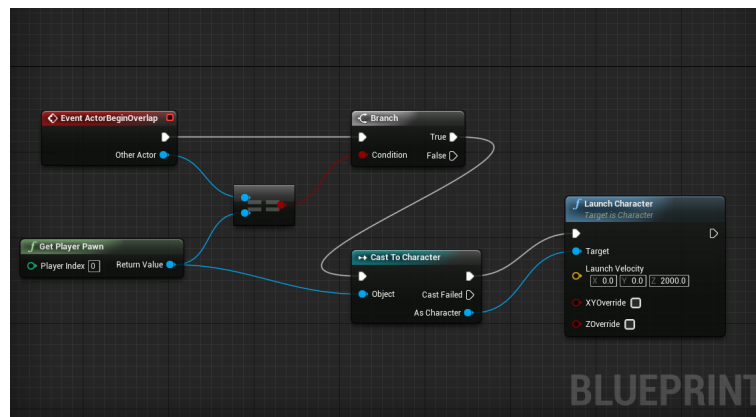 Event ActorBeginOverlap
Other Actor
Branch
True
Condition
False
==
Get Player Pawn
Player Index 0
Return Value
Cast To Character
Object
Cast Failed
As Character
Launch Character
Target is Character
Target
Launch Velocity
X 0.0 Y 0.0 Z 2000.0
XYOverride
ZOverride
BLUEPRINT